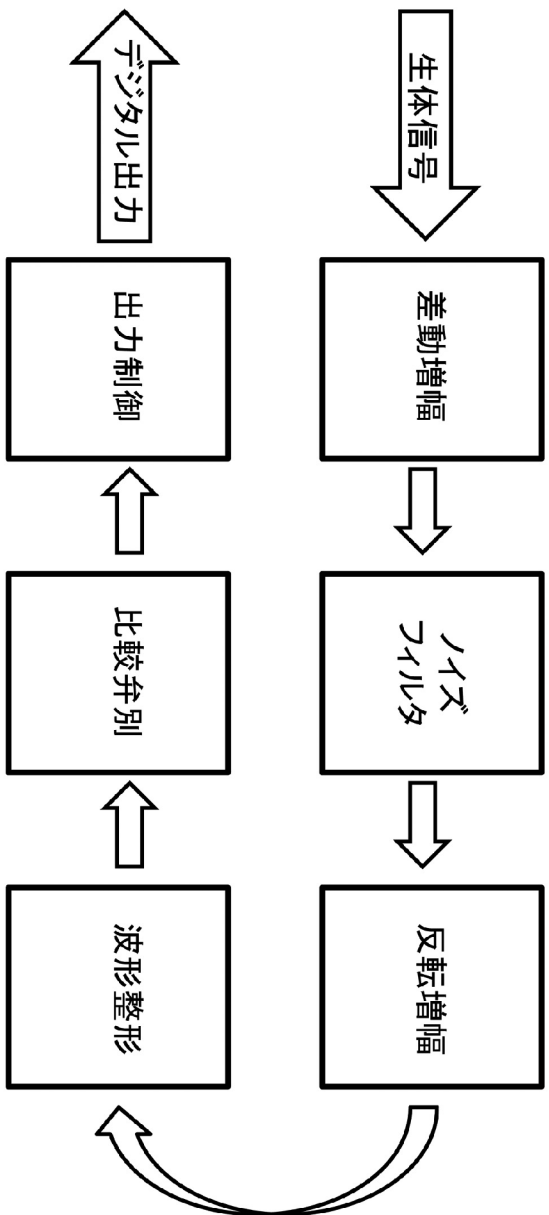 生体信号
差動増幅
ノイズ
フィルタ
反転増幅
波形整形
比較弁別
出力制御
デジタル出力